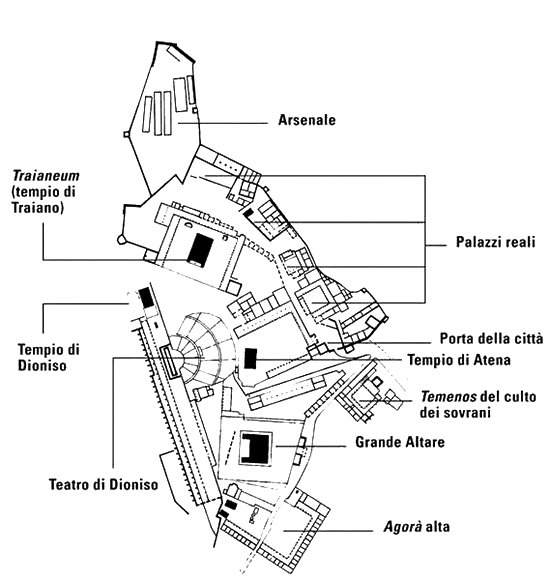 Arsenale
Traianeum
(tempio di
Traiano)
Palazzi reali
Porta della città
Tempio di
Dioniso
Tempio di Atena
Temenos del culto
dei sovrani
Grande Altare
Teatro di Dioniso
Agorà alta